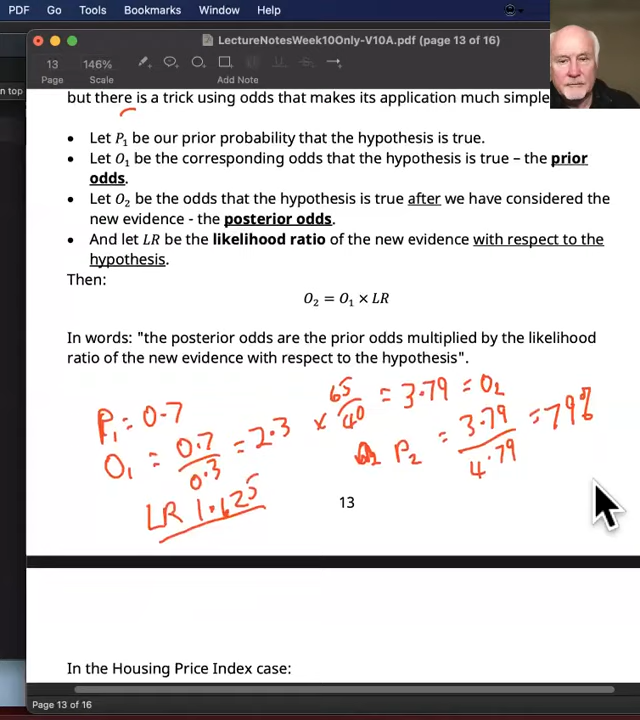 PDF Go Tools Bookmarks Window Help
LectureNotesWeek10Only-V10A.pdf (page 13 of 16)
13 146%
Page Scale Add Note
n top
but there is a trick using odds that makes its application much simple
• Let P₁ be our prior probability that the hypothesis is true.
• Let O₁ be the corresponding odds that the hypothesis is true – the prior
odds.
• Let O₂ be the odds that the hypothesis is true after we have considered the
new evidence - the posterior odds.
• And let LR be the likelihood ratio of the new evidence with respect to the
hypothesis.
Then:
O₂ = O₁ × LR
In words: "the posterior odds are the prior odds multiplied by the likelihood
ratio of the new evidence with respect to the hypothesis".
P₁ = 0.7
O₁ = 0.7/0.3 = 2.3 × 65/40 = 3.79 = O₂
P₂ = 3.79/4.79 = 79%
LR 1.625
13
In the Housing Price Index case:
Page 13 of 16